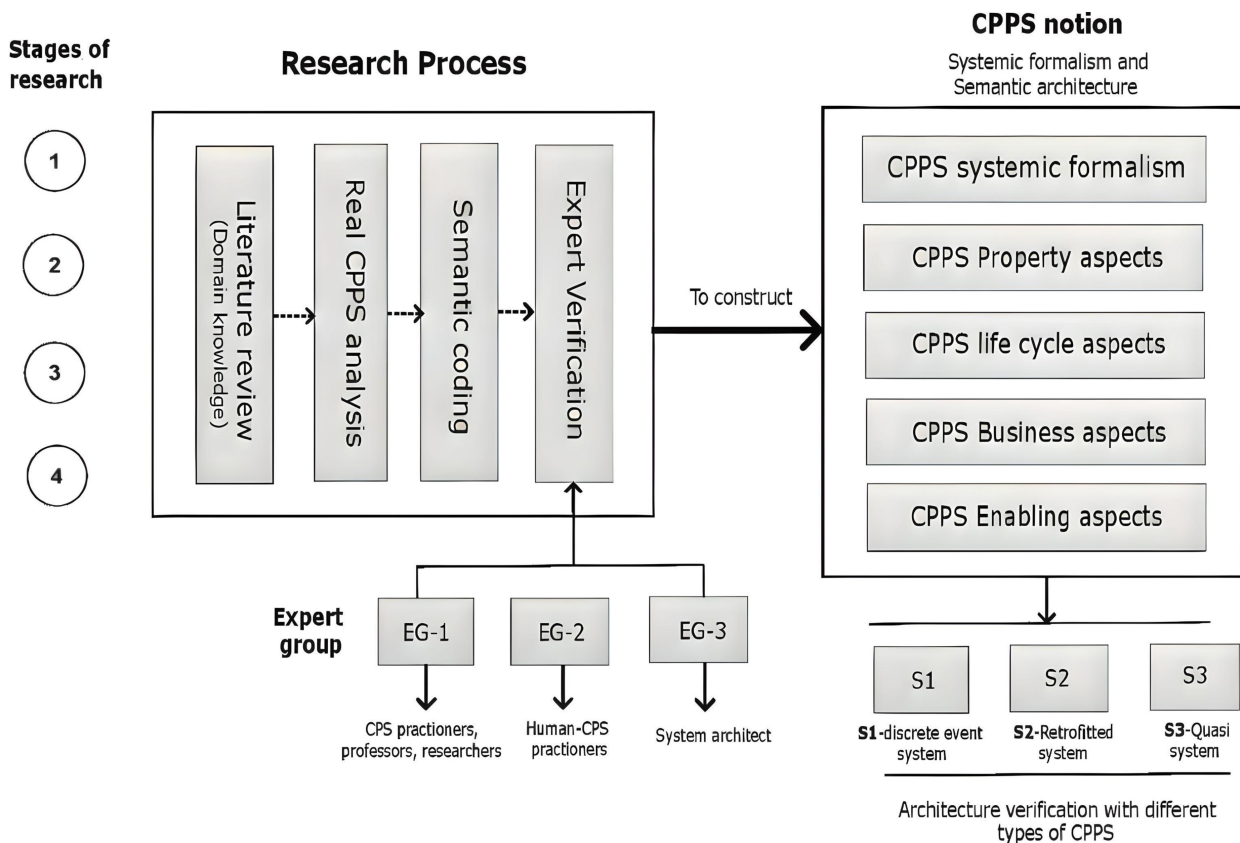 Stages of
research
1
2
3
4
Research Process
Literature review
(Domain knowledge)
Real CPPS analysis
Semantic coding
Expert Verification
To construct
CPPS notion
Systemic formalism and
Semantic architecture
CPPS systemic formalism
CPPS Property aspects
CPPS life cycle aspects
CPPS Business aspects
CPPS Enabling aspects
Expert
group
EG-1
EG-2
EG-3
CPS practioners,
professors, researchers
Human-CPS
practioners
System architect
S1
S2
S3
S1-discrete event
system
S2-Retrofitted
system
S3-Quasi
system
Architecture verification with different
types of CPPS